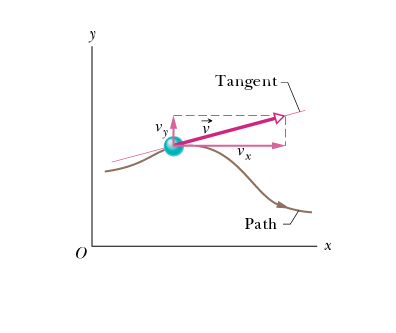 y
Tangent
v_y
v⃗
v_x
Path
O
x